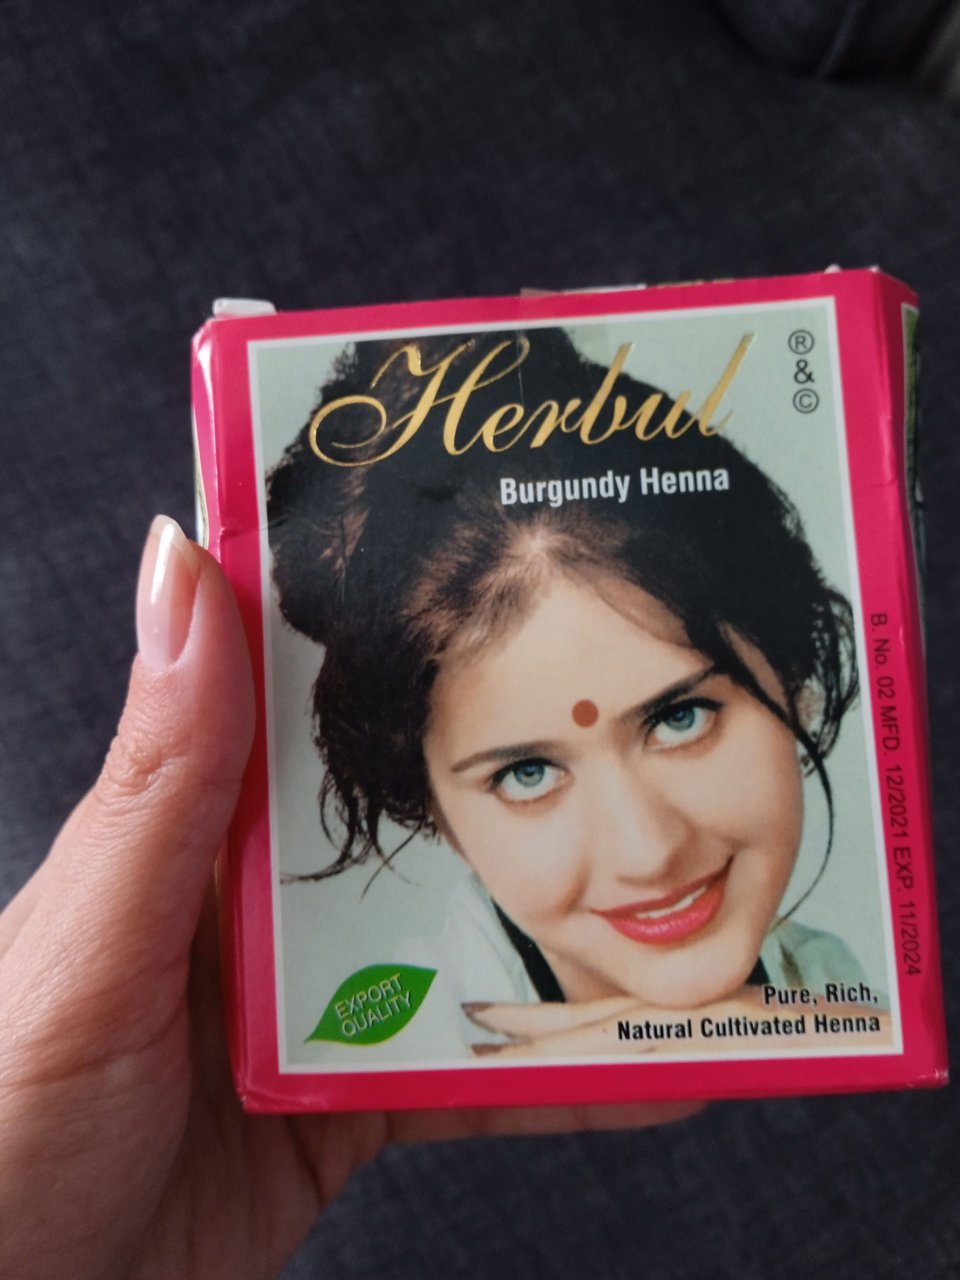 Herbul
® & ©
Burgundy Henna
B. No. 02 MFD. 12/2021 EXP. 11/2024
EXPORT
QUALITY
Pure, Rich,
Natural Cultivated Henna